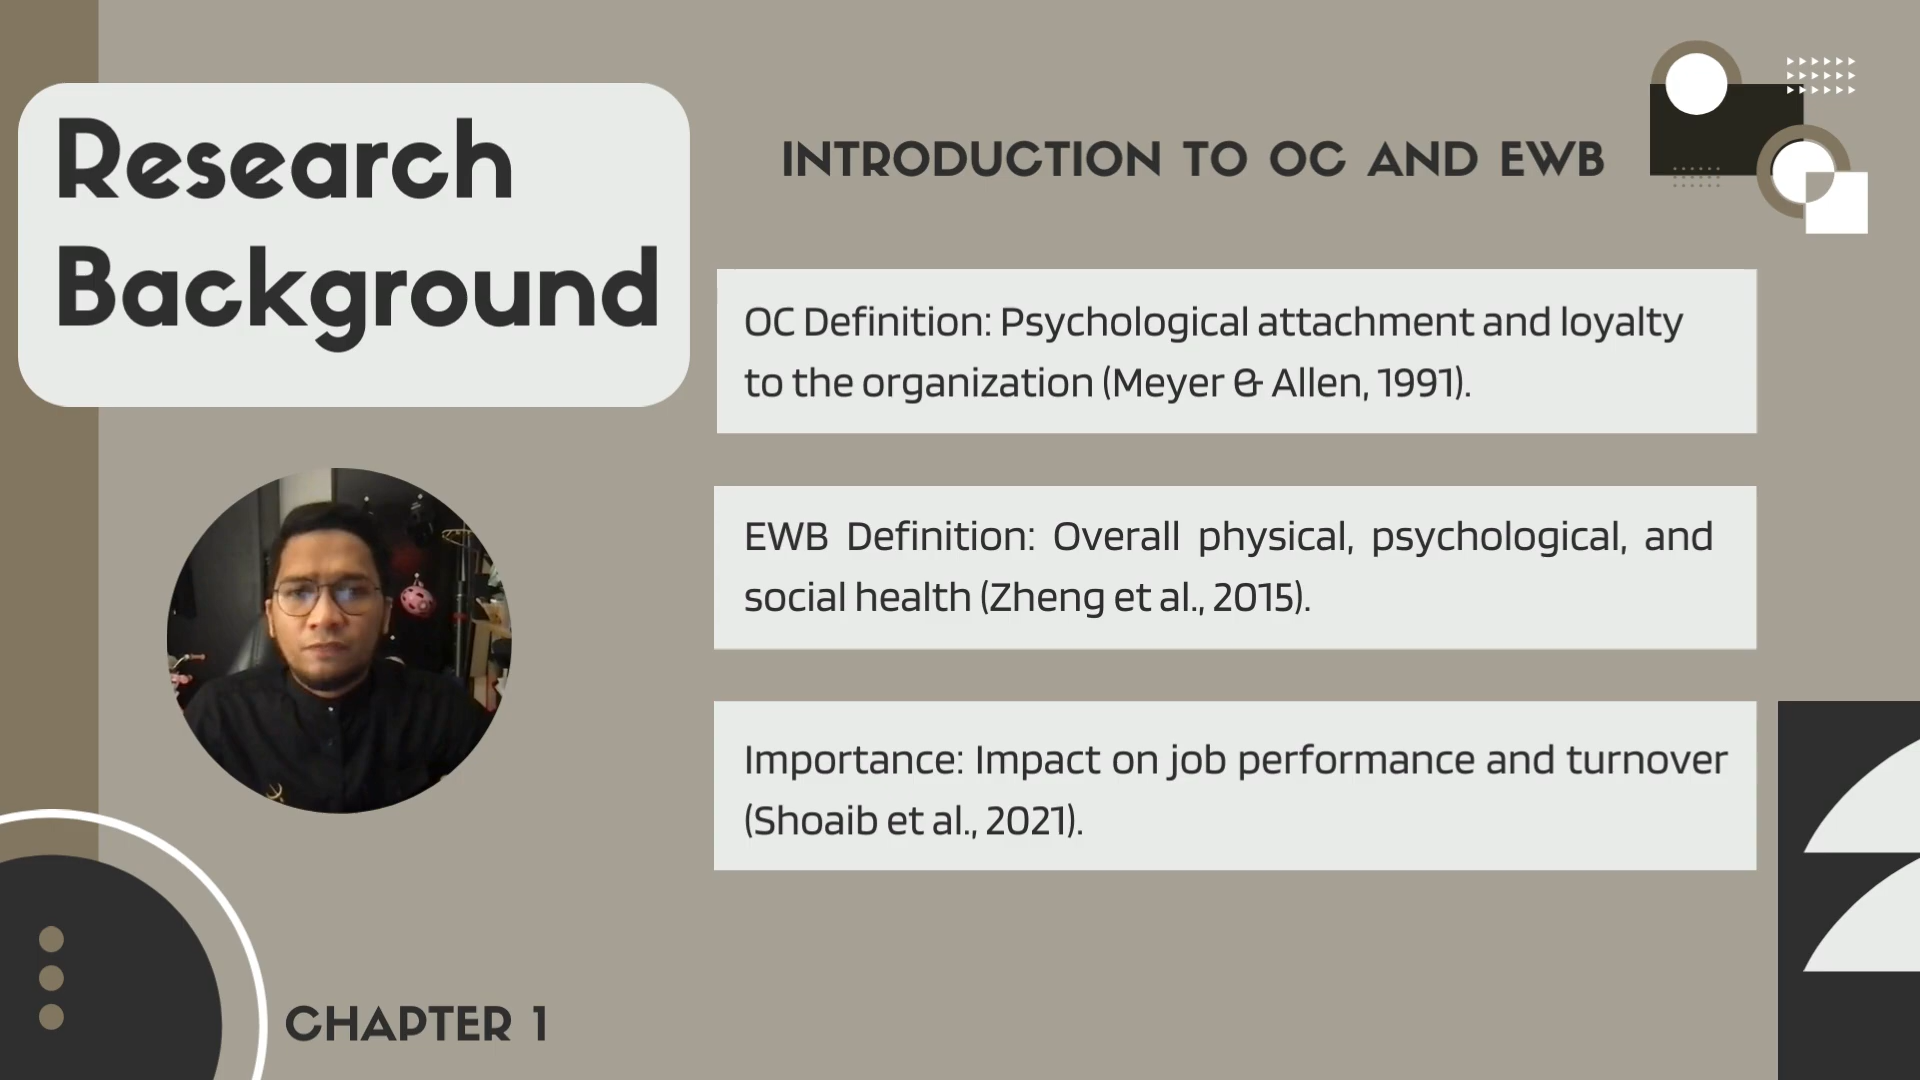 Research
Background
INTRODUCTION TO OC AND EWB
OC Definition: Psychological attachment and loyalty
to the organization (Meyer & Allen, 1991).
EWB Definition: Overall physical, psychological, and
social health (Zheng et al., 2015).
Importance: Impact on job performance and turnover
(Shoaib et al., 2021).
CHAPTER 1